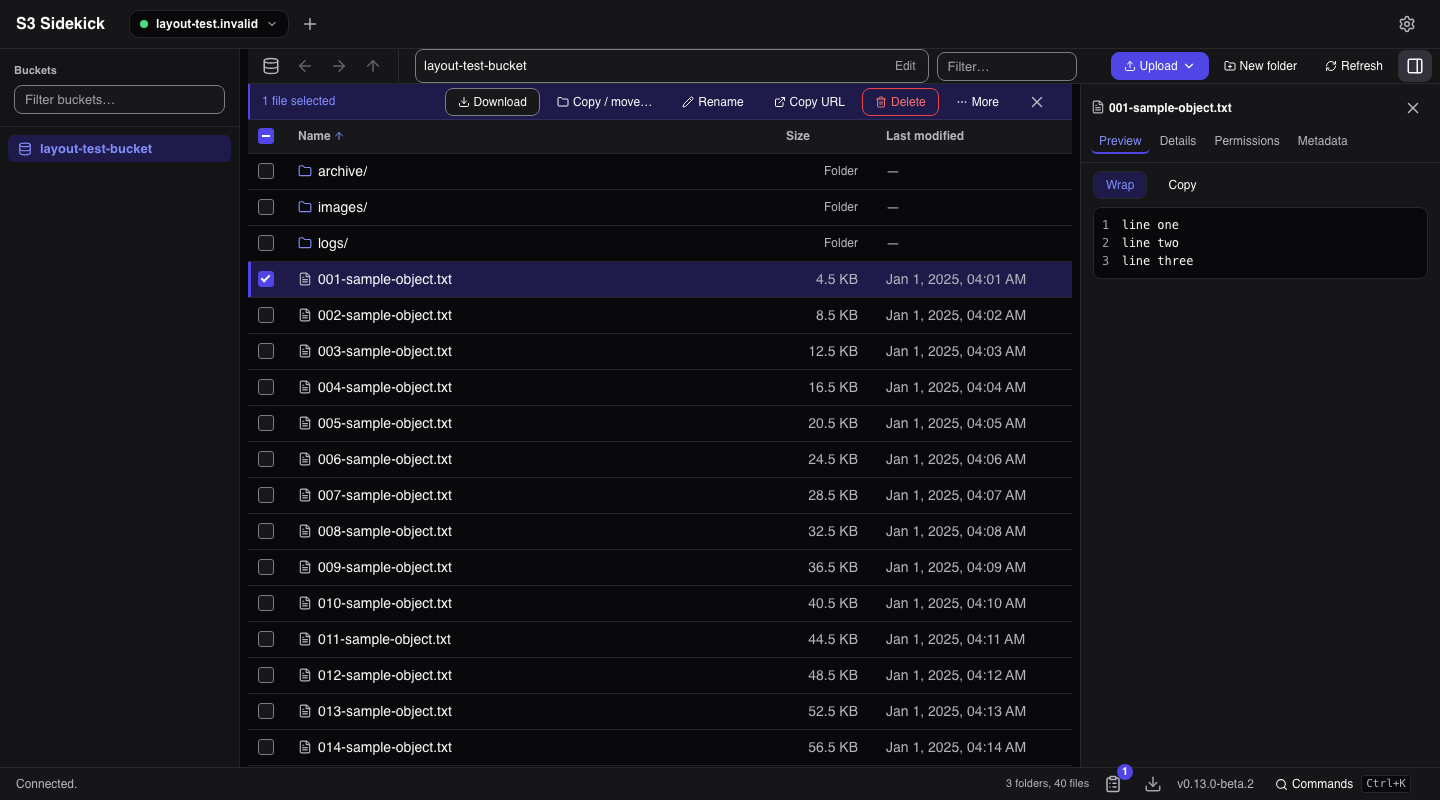 S3 Sidekick
layout-test.invalid
Buckets
Filter buckets…
layout-test-bucket
layout-test-bucket Edit
Filter…
Upload
New folder
Refresh
1 file selected
Download
Copy / move…
Rename
Copy URL
Delete
··· More
Name ↑ Size Last modified
archive/ Folder —
images/ Folder —
logs/ Folder —
001-sample-object.txt 4.5 KB Jan 1, 2025, 04:01 AM
002-sample-object.txt 8.5 KB Jan 1, 2025, 04:02 AM
003-sample-object.txt 12.5 KB Jan 1, 2025, 04:03 AM
004-sample-object.txt 16.5 KB Jan 1, 2025, 04:04 AM
005-sample-object.txt 20.5 KB Jan 1, 2025, 04:05 AM
006-sample-object.txt 24.5 KB Jan 1, 2025, 04:06 AM
007-sample-object.txt 28.5 KB Jan 1, 2025, 04:07 AM
008-sample-object.txt 32.5 KB Jan 1, 2025, 04:08 AM
009-sample-object.txt 36.5 KB Jan 1, 2025, 04:09 AM
010-sample-object.txt 40.5 KB Jan 1, 2025, 04:10 AM
011-sample-object.txt 44.5 KB Jan 1, 2025, 04:11 AM
012-sample-object.txt 48.5 KB Jan 1, 2025, 04:12 AM
013-sample-object.txt 52.5 KB Jan 1, 2025, 04:13 AM
014-sample-object.txt 56.5 KB Jan 1, 2025, 04:14 AM
001-sample-object.txt
Preview Details Permissions Metadata
Wrap Copy
1 line one
2 line two
3 line three
Connected.
3 folders, 40 files
1
v0.13.0-beta.2
Commands Ctrl+K